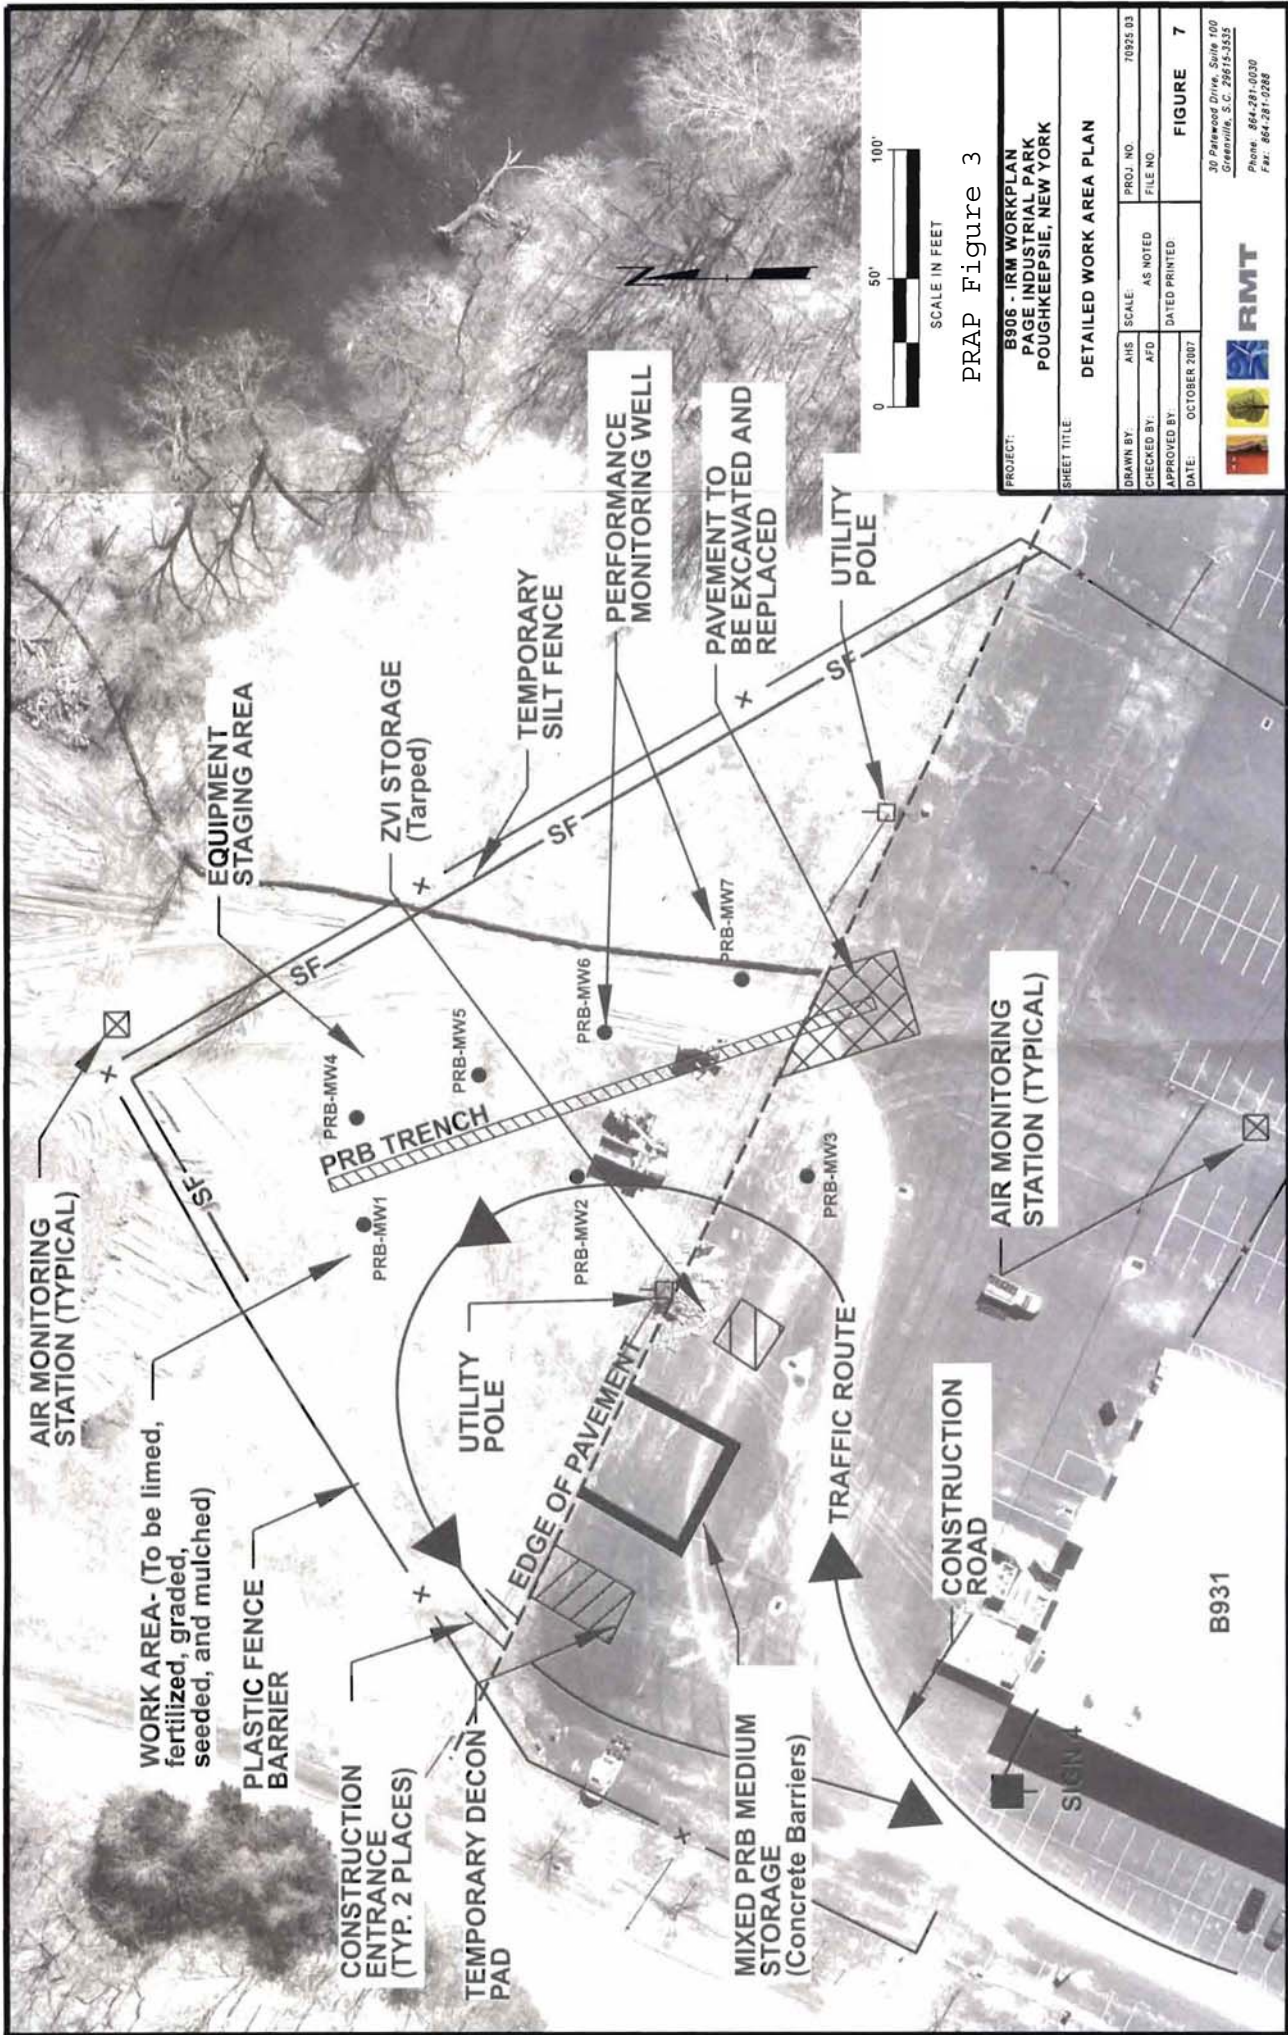 AIR MONITORING
STATION (TYPICAL)
WORK AREA- (To be limed,
fertilized, graded,
seeded, and mulched)
PLASTIC FENCE
BARRIER
CONSTRUCTION
ENTRANCE
(TYP. 2 PLACES)
TEMPORARY DECON
PAD
MIXED PRB MEDIUM
STORAGE
(Concrete Barriers)
SF
EQUIPMENT
STAGING AREA
ZVI STORAGE
(Tarped)
TEMPORARY
SILT FENCE
PERFORMANCE
MONITORING WELL
PAVEMENT TO
BE EXCAVATED AND
REPLACED
UTILITY
POLE
SF
SF
SF
PRB-MW4
PRB-MW5
PRB-MW6
PRB-MW7
PRB TRENCH
PRB-MW1
PRB-MW2
PRB-MW3
UTILITY
POLE
EDGE OF PAVEMENT
TRAFFIC ROUTE
CONSTRUCTION
ROAD
AIR MONITORING
STATION (TYPICAL)
SIGN 4
B931
N
0
50'
100'
SCALE IN FEET
PRAP Figure 3
PROJECT:
B906 - IRM WORKPLAN
PAGE INDUSTRIAL PARK
POUGHKEEPSIE, NEW YORK
SHEET TITLE:
DETAILED WORK AREA PLAN
DRAWN BY: AHS
SCALE:
PROJ. NO. 70925.03
CHECKED BY: AFD
AS NOTED
FILE NO.
APPROVED BY:
DATED PRINTED:
FIGURE 7
DATE: OCTOBER 2007
RMT
30 Patewood Drive, Suite 100
Greenville, S.C. 29615-3535
Phone: 864-281-0030
Fax: 864-281-0288